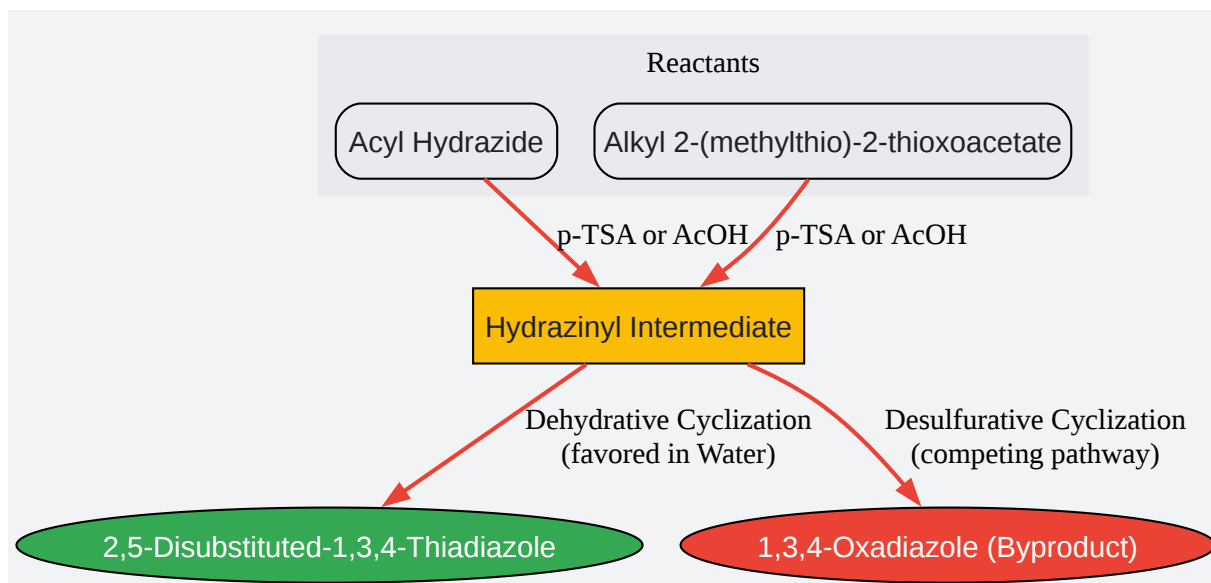 Reactants
Acyl Hydrazide
Alkyl 2-(methylthio)-2-thioxoacetate
p-TSA or AcOH
p-TSA or AcOH
Hydrazinyl Intermediate
Dehydrative Cyclization
(favored in Water)
Desulfurative Cyclization
(competing pathway)
2,5-Disubstituted-1,3,4-Thiadiazole
1,3,4-Oxadiazole (Byproduct)